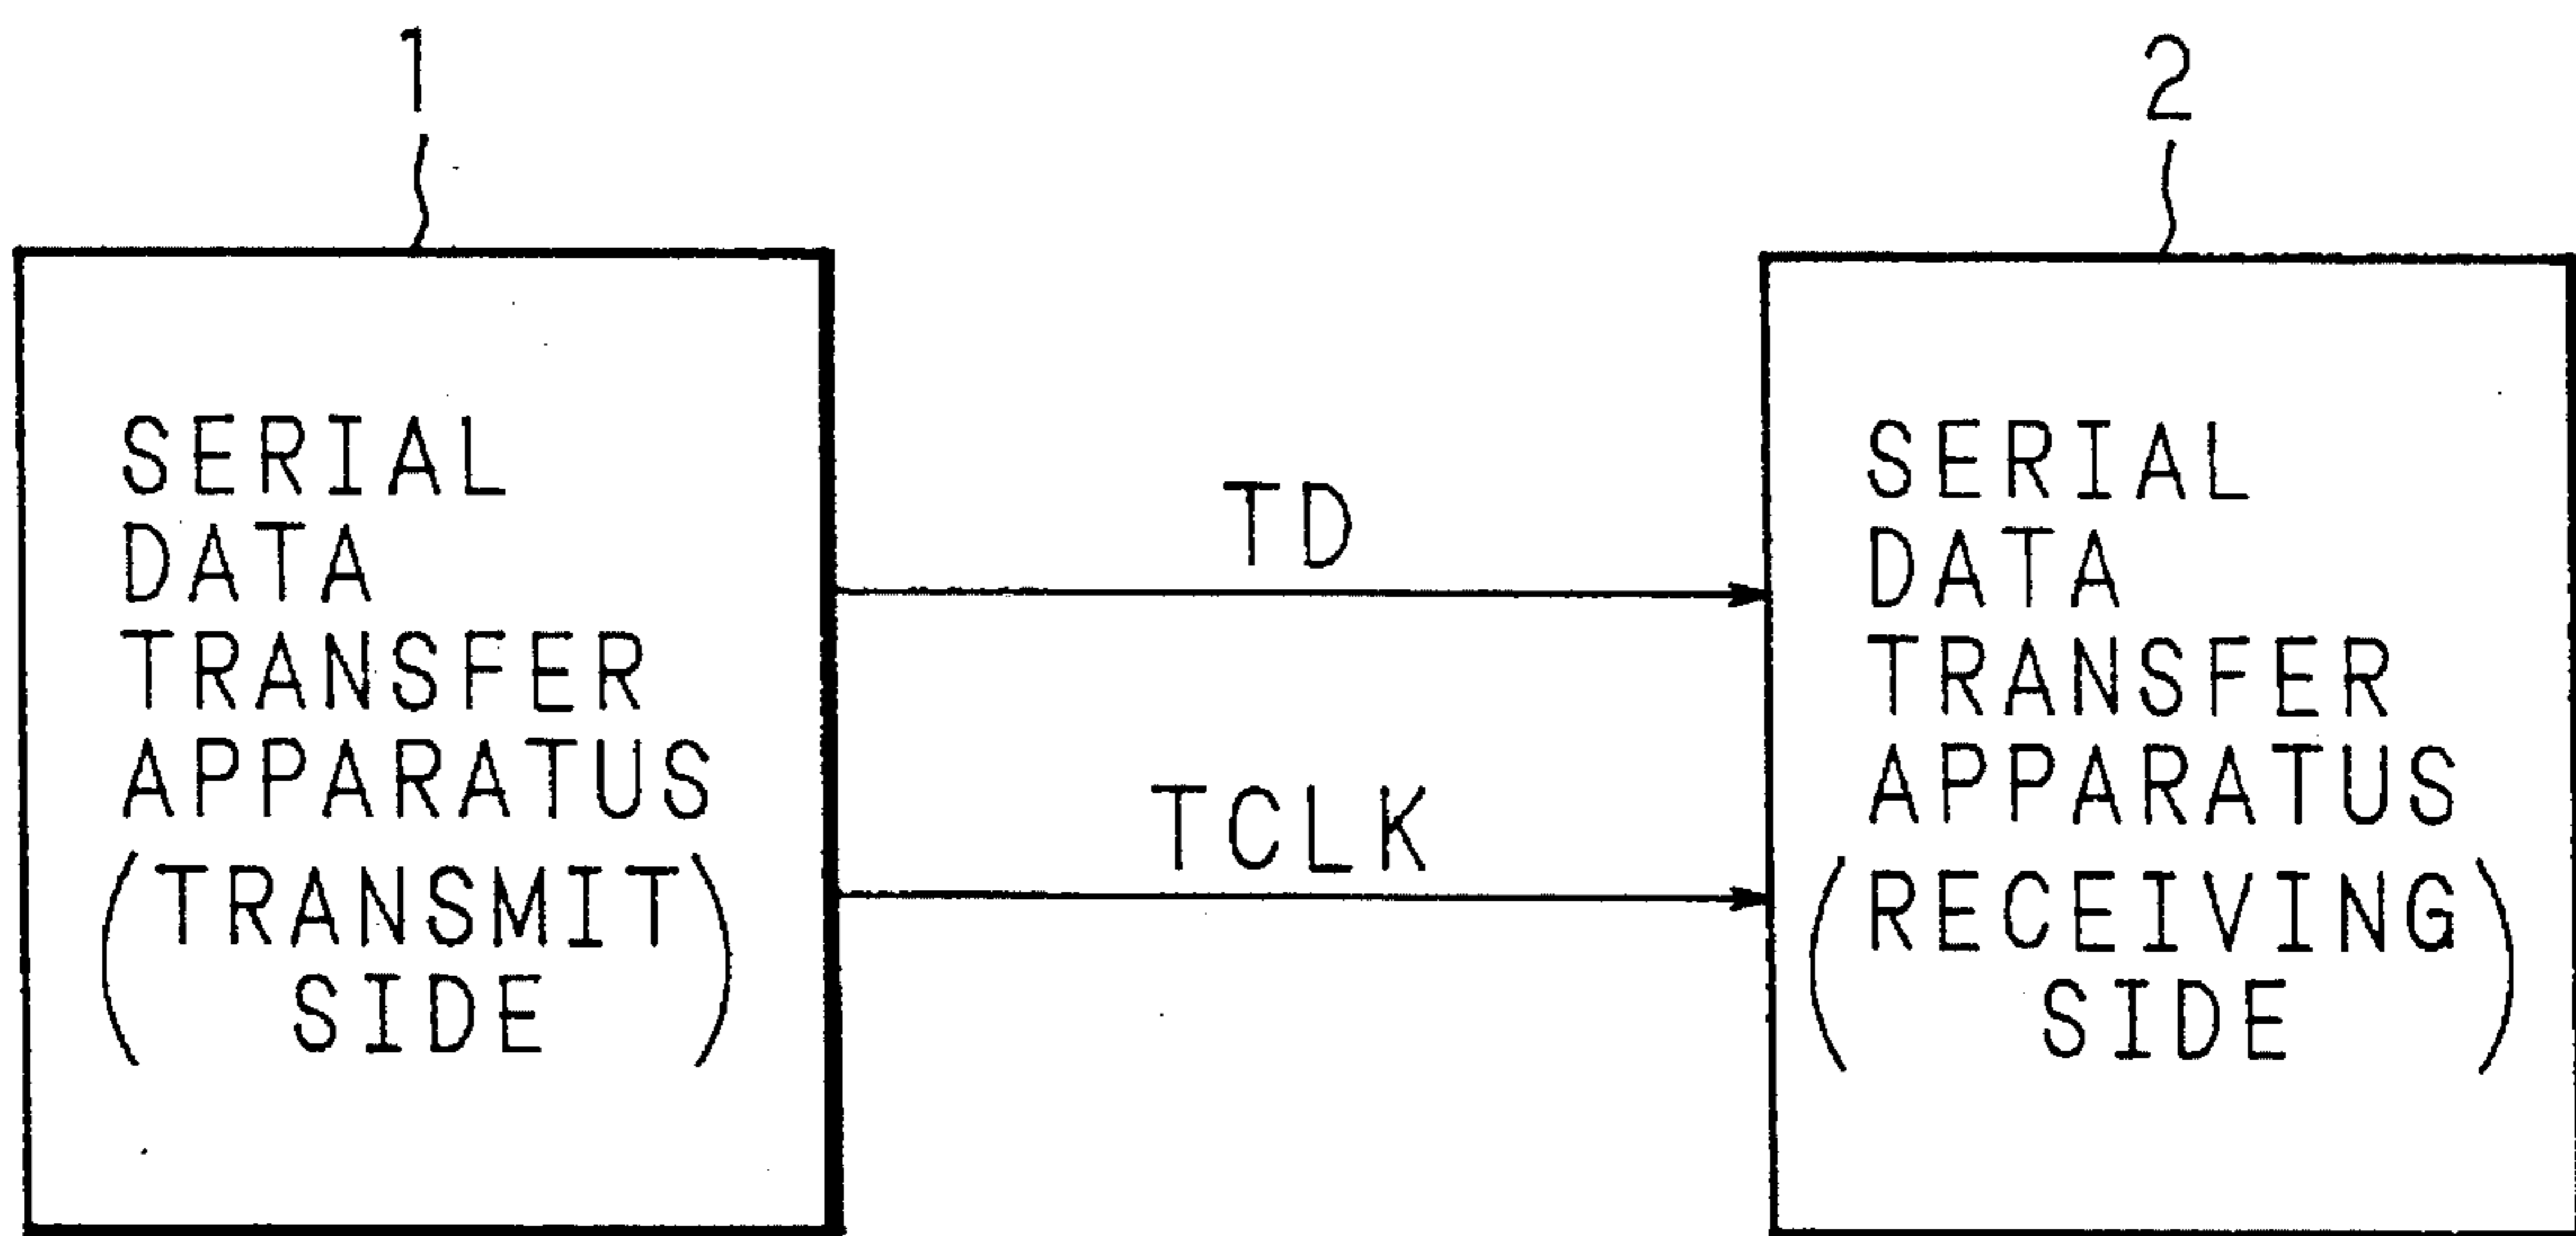 1
SERIAL
DATA
TRANSFER
APPARATUS
(TRANSMIT
SIDE)
TD
TCLK
2
SERIAL
DATA
TRANSFER
APPARATUS
(RECEIVING
SIDE)